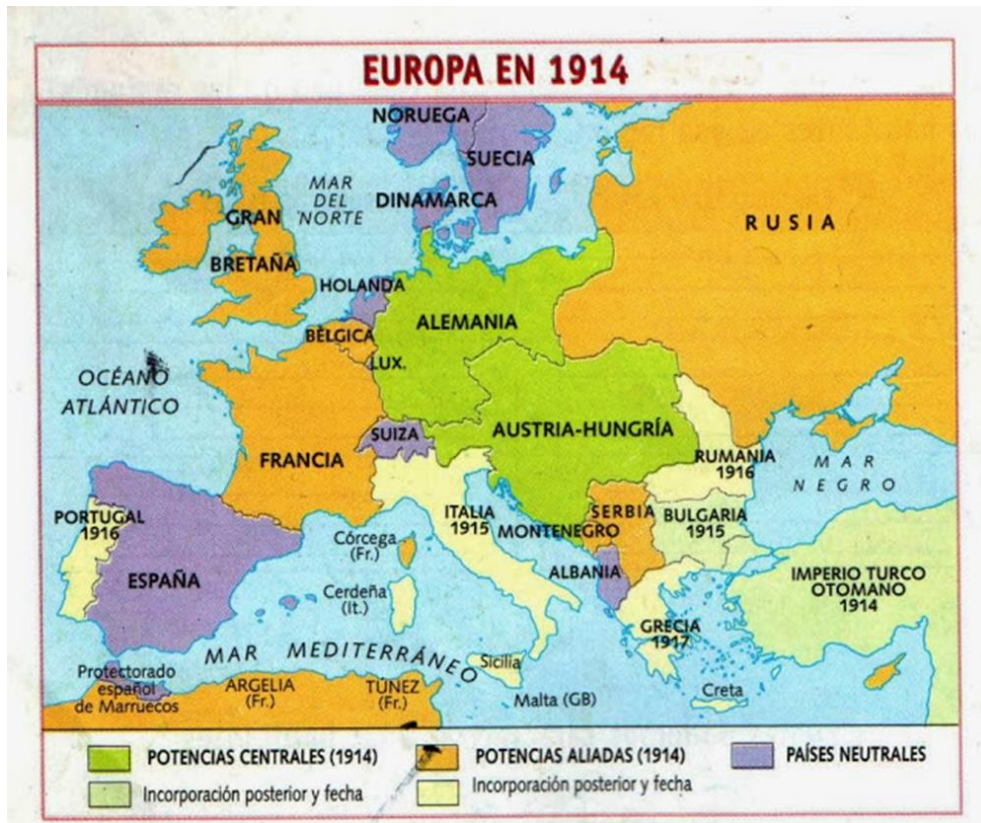 EUROPA EN 1914
NORUEGA
SUECIA
MAR
DEL
NORTE
DINAMARCA
GRAN
BRETAÑA
RUSIA
HOLANDA
ALEMANIA
BÉLGICA
LUX.
OCÉANO
ATLÁNTICO
SUIZA
AUSTRIA-HUNGRÍA
FRANCIA
RUMANIA
1916
MAR
NEGRO
PORTUGAL
1916
ITALIA
1915
SERBIA
MONTENEGRO
BULGARIA
1915
Córcega
(Fr.)
ESPAÑA
ALBANIA
IMPERIO TURCO
OTOMANO
1914
Cerdeña
(It.)
GRECIA
1917
MAR MEDITERRÁNEO
Sicilia
Protectorado
español
de Marruecos
ARGELIA
(Fr.)
TÚNEZ
(Fr.)
Malta (GB)
Creta
POTENCIAS CENTRALES (1914)
POTENCIAS ALIADAS (1914)
PAÍSES NEUTRALES
Incorporación posterior y fecha
Incorporación posterior y fecha